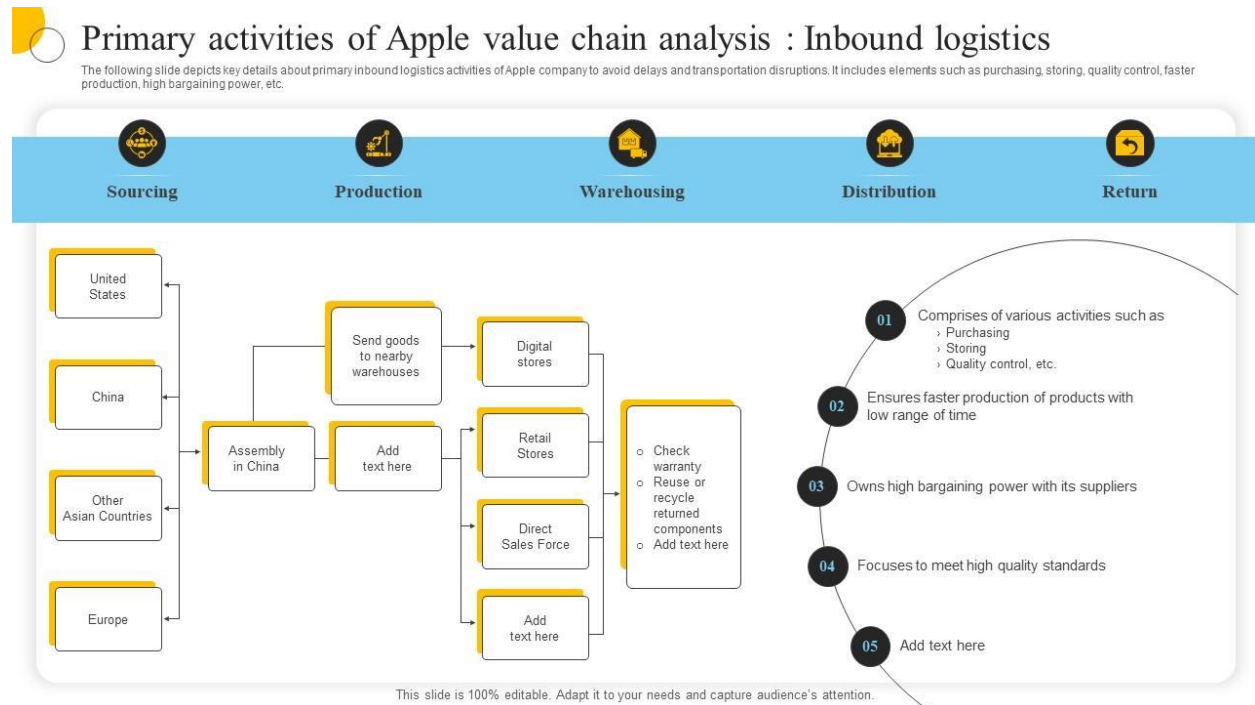 Primary activities of Apple value chain analysis : Inbound logistics
The following slide depicts key details about primary inbound logistics activities of Apple company to avoid delays and transportation disruptions. It includes elements such as purchasing, storing, quality control, faster
production, high bargaining power, etc.
Sourcing
Production
Warehousing
Distribution
Return
United
States
China
Other
Asian Countries
Europe
Assembly
in China
Send goods
to nearby
warehouses
Add
text here
Digital
stores
Retail
Stores
Direct
Sales Force
Add
text here
○ Check
warranty
○ Reuse or
recycle
returned
components
○ Add text here
01
Comprises of various activities such as
› Purchasing
› Storing
› Quality control, etc.
02
Ensures faster production of products with
low range of time
03
Owns high bargaining power with its suppliers
04
Focuses to meet high quality standards
05
Add text here
This slide is 100% editable. Adapt it to your needs and capture audience's attention.